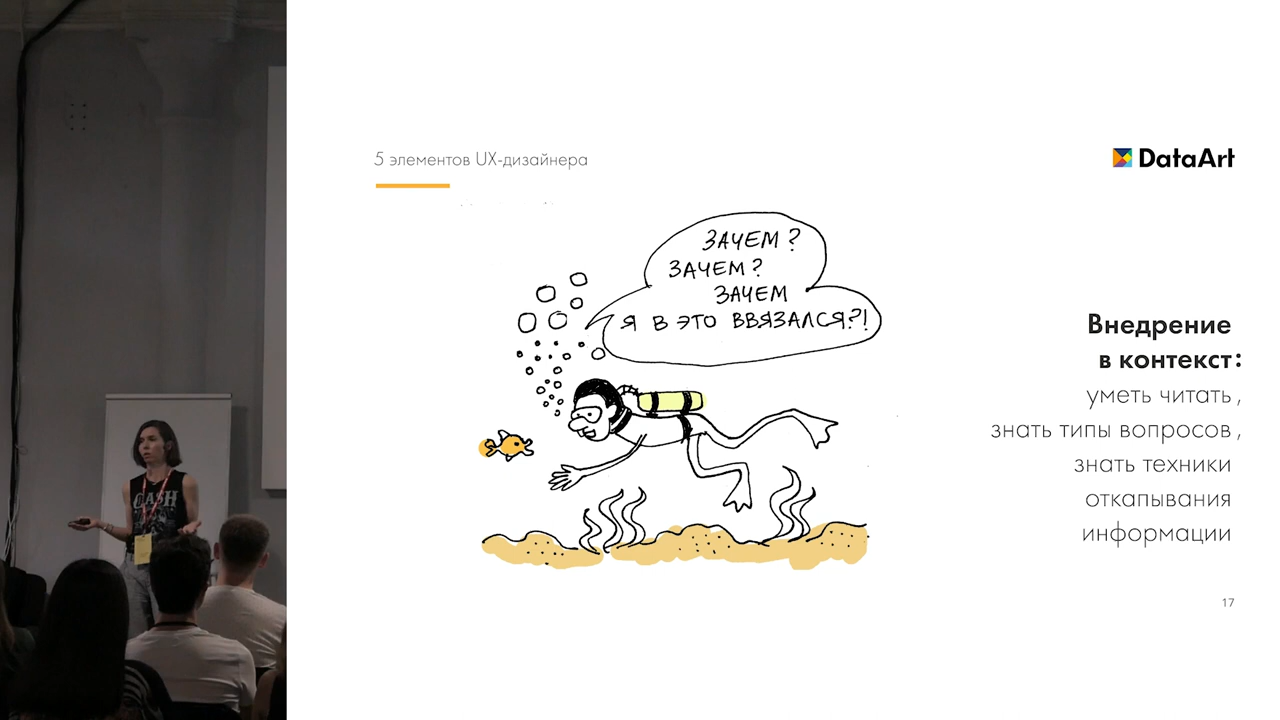 5 элементов UX-дизайнера
DataArt
ЗАЧЕМ?
ЗАЧЕМ?
ЗАЧЕМ
Я В ЭТО ВВЯЗАЛСЯ?!
Внедрение
в контекст:
уметь читать,
знать типы вопросов,
знать техники
откапывания
информации
17
CASH